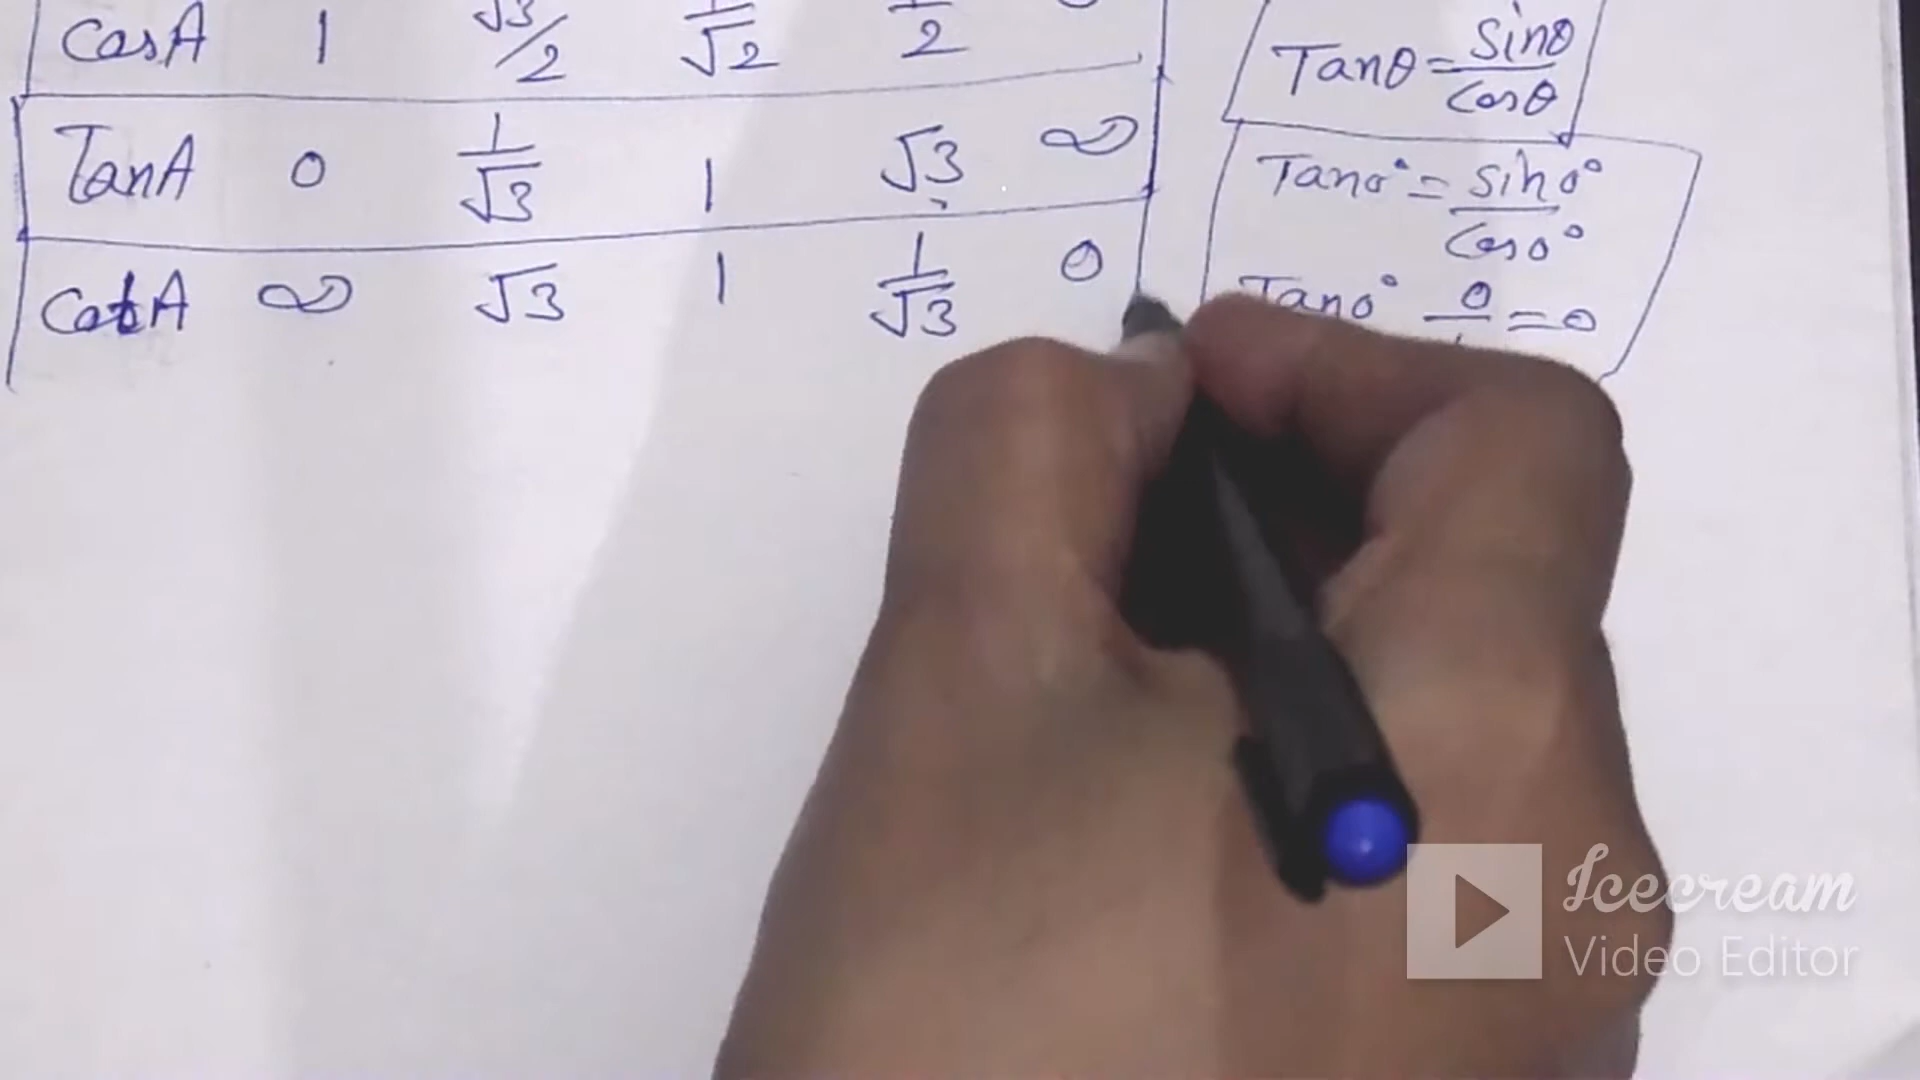 CosA 1 √3/2 1/√2 1/2
TanA 0 1/√3 1 √3 ∞
CotA ∞ √3 1 1/√3 0
Tanθ = sinθ/cosθ
Tan0° = sin0°/cos0°
Tan0° 0/1 = 0
Icecream
Video Editor